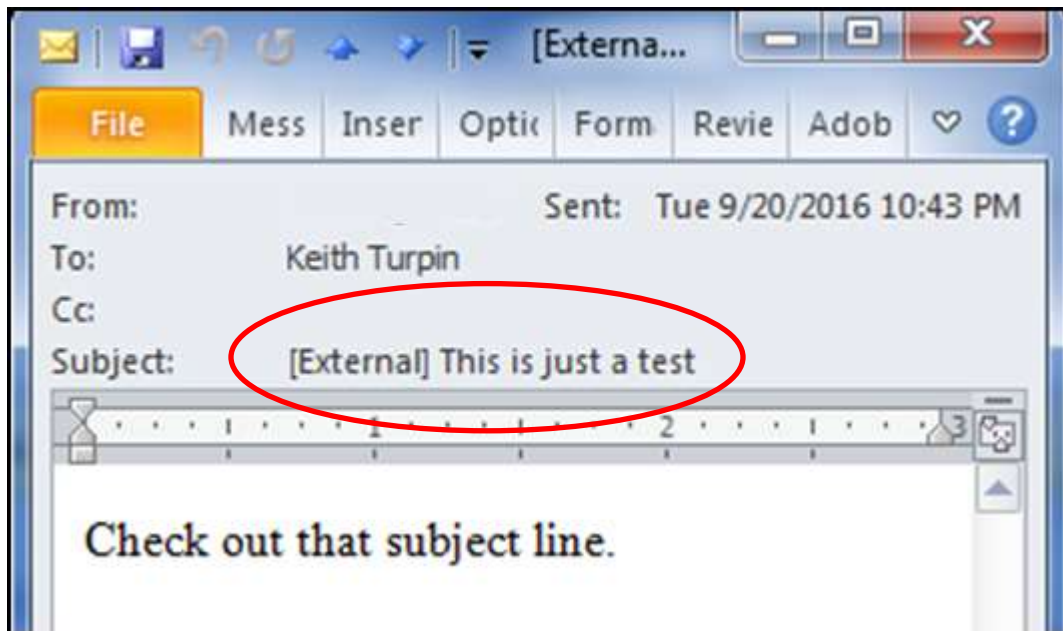 [Externa...
File Mess Inser Optic Form Revie Adob
From: Sent: Tue 9/20/2016 10:43 PM
To: Keith Turpin
Cc:
Subject: [External] This is just a test
1 2 3
Check out that subject line.